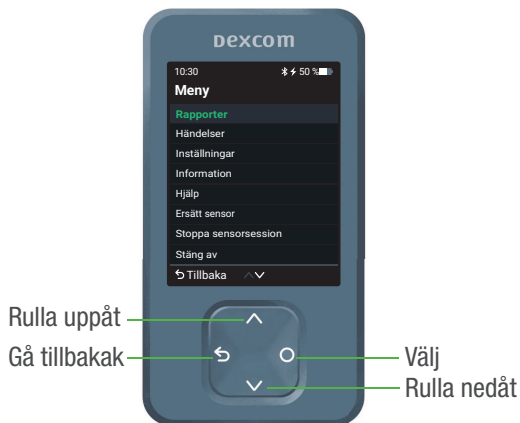 Dexcom
10:30 50 %
Meny
Rapporter
Händelser
Inställningar
Information
Hjälp
Ersätt sensor
Stoppa sensorsession
Stäng av
Tillbaka
Rulla uppåt
Gå tillbakak
Välj
Rulla nedåt